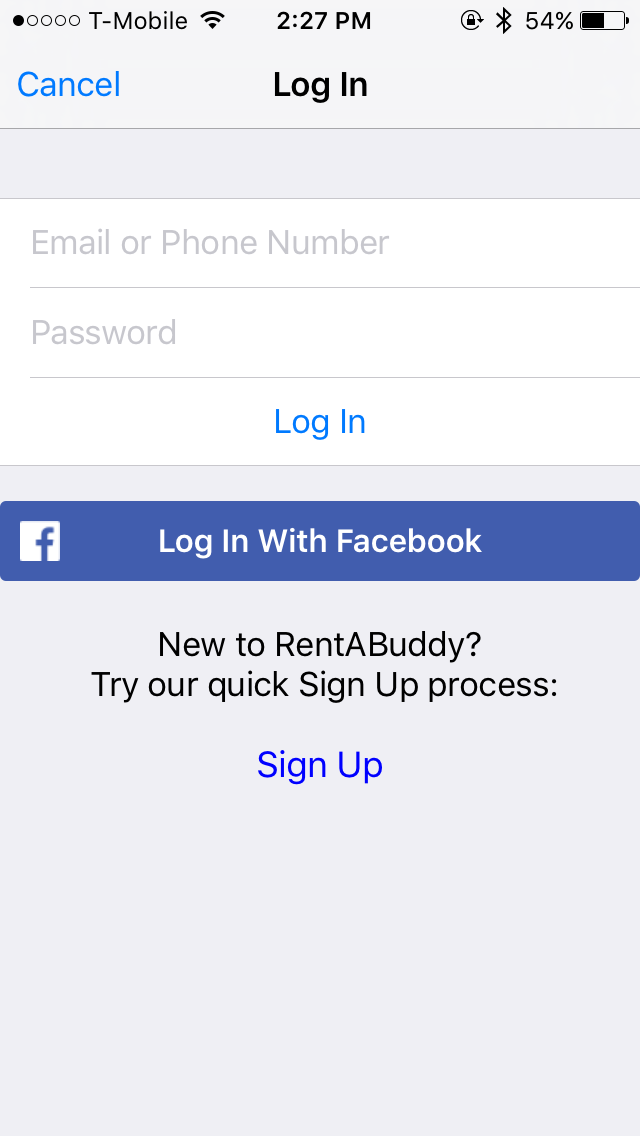 T-Mobile 2:27 PM 54%
Cancel Log In
Email or Phone Number
Password
Log In
Log In With Facebook
New to RentABuddy?
Try our quick Sign Up process:
Sign Up